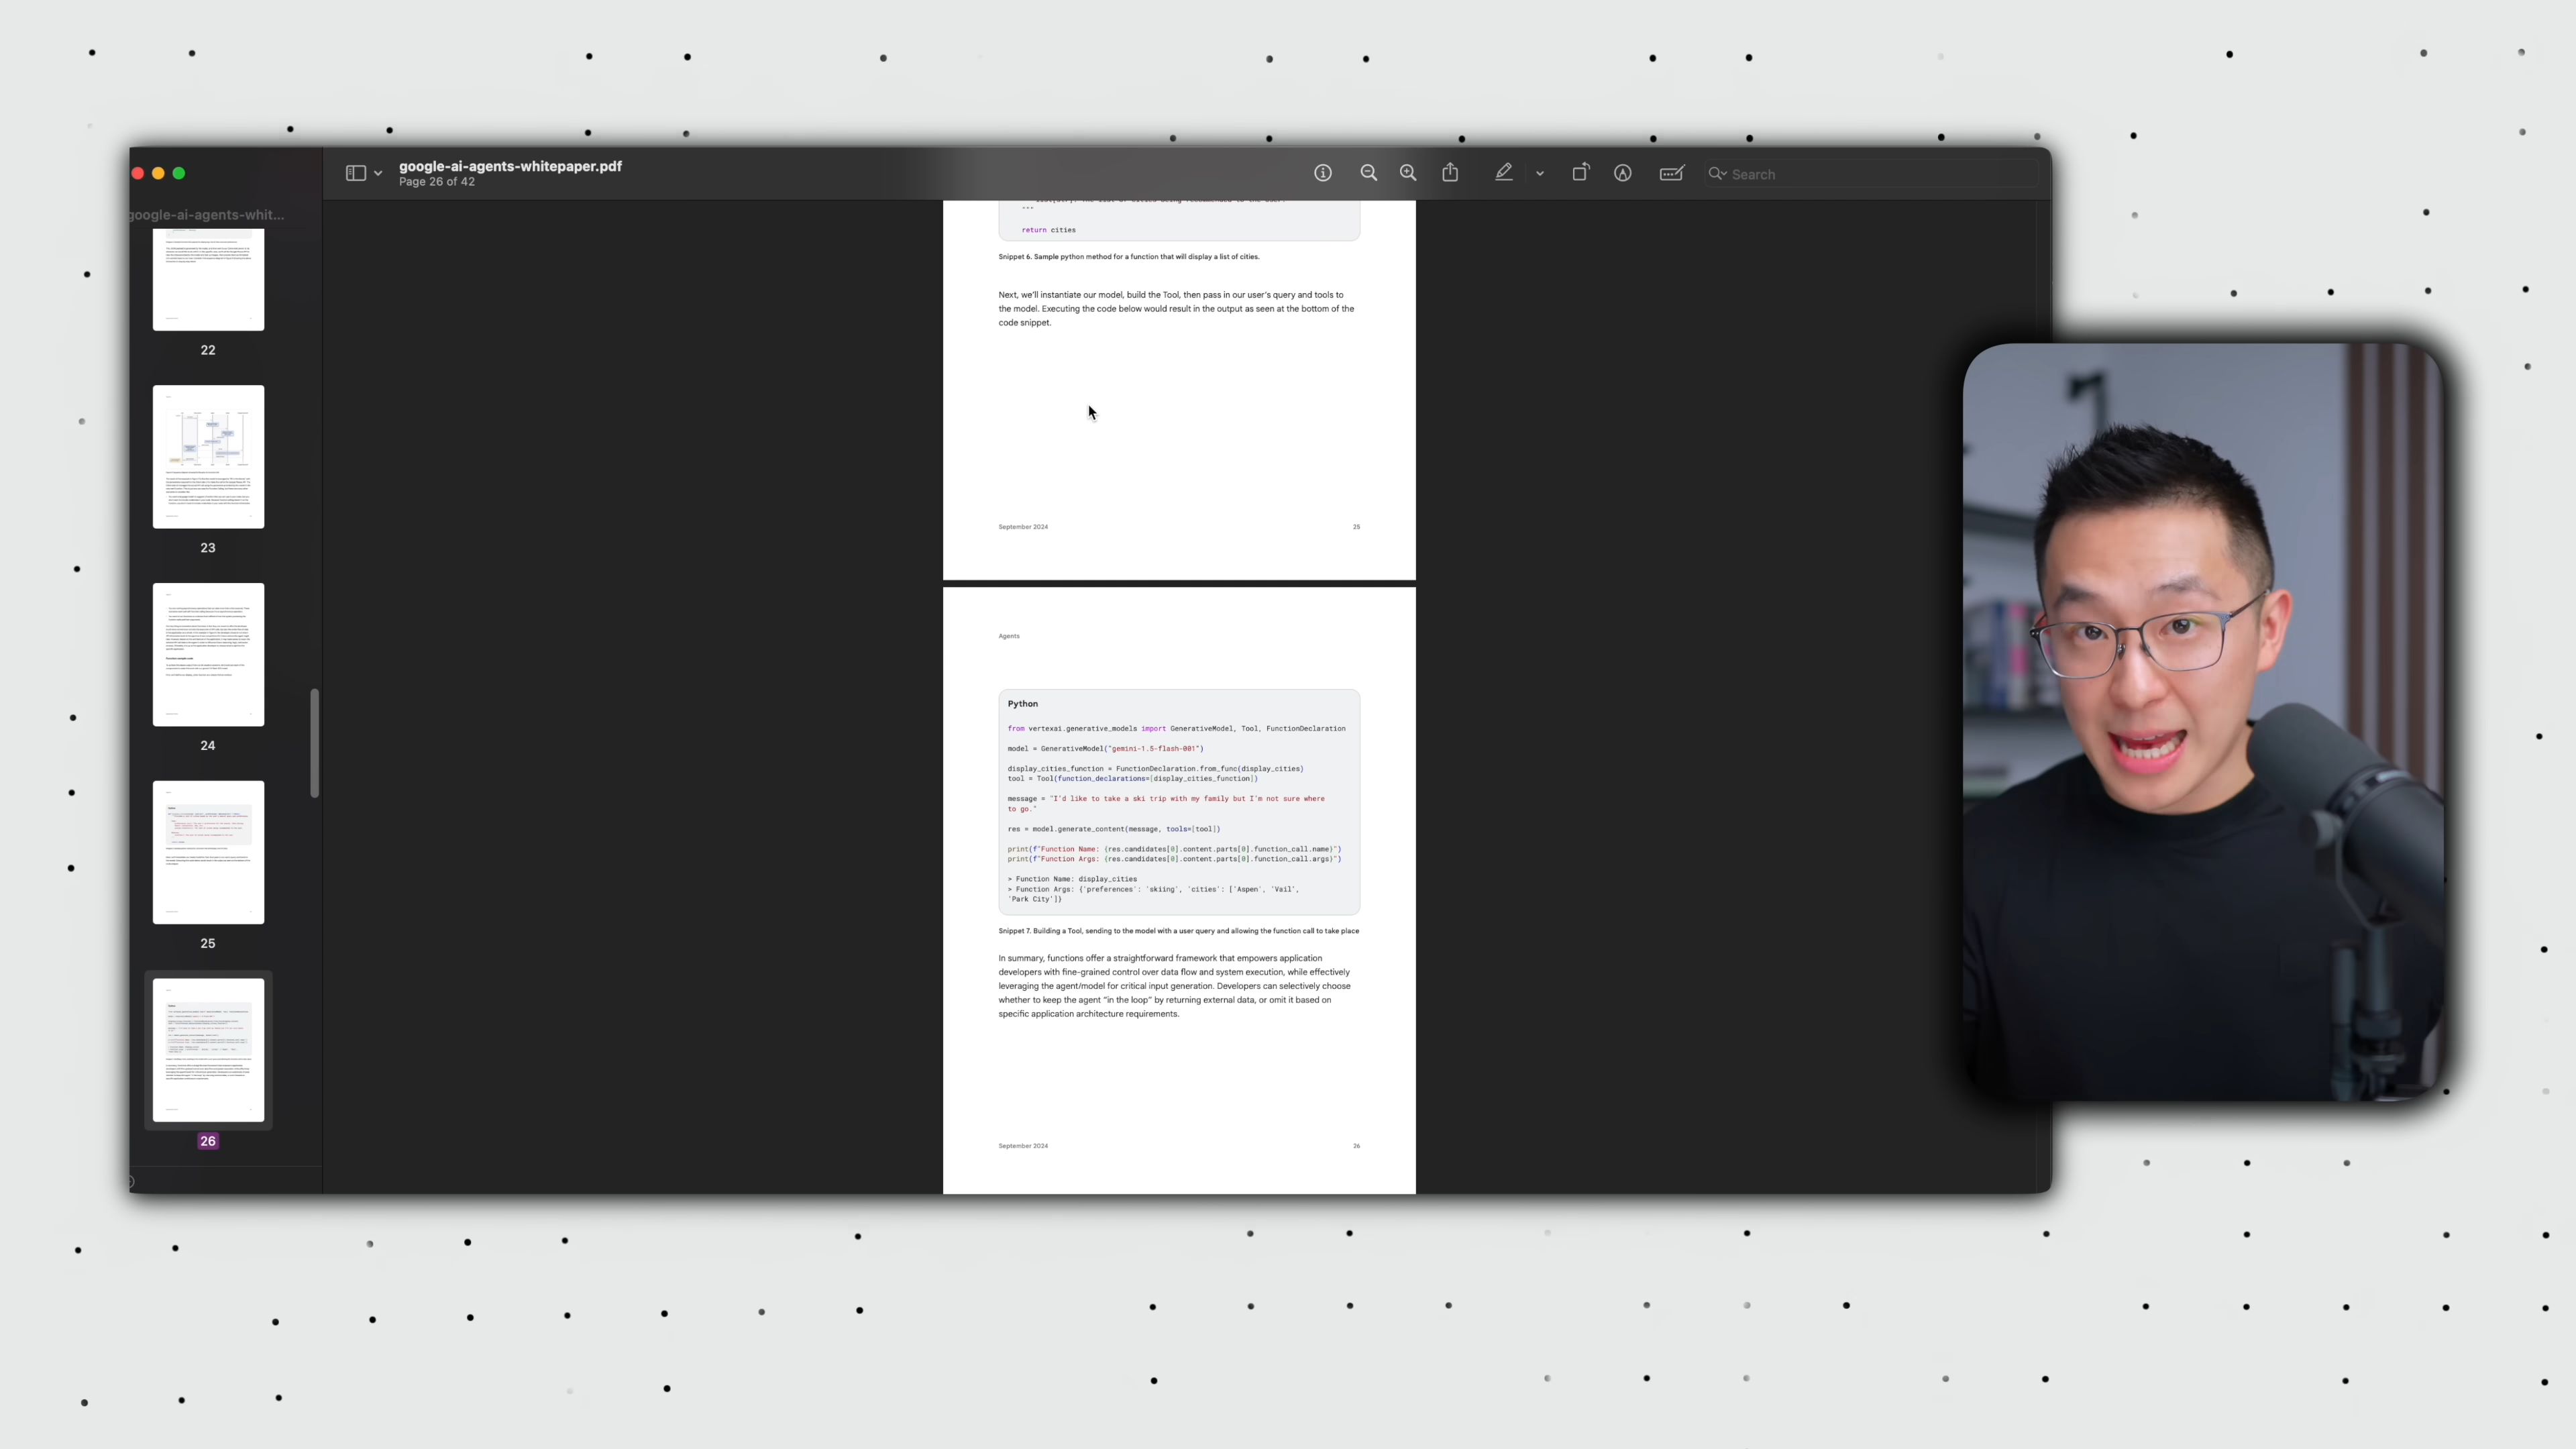 google-ai-agents-whitepaper.pdf
Page 26 of 42
Search
google-ai-agents-whit...
22
23
24
25
26
"""
return cities
Snippet 6. Sample python method for a function that will display a list of cities.
Next, we'll instantiate our model, build the Tool, then pass in our user's query and tools to
the model. Executing the code below would result in the output as seen at the bottom of the
code snippet.
September 2024
25
Agents
Python
from vertexai.generative_models import GenerativeModel, Tool, FunctionDeclaration
model = GenerativeModel("gemini-1.5-flash-001")
display_cities_function = FunctionDeclaration.from_func(display_cities)
tool = Tool(function_declarations=[display_cities_function])
message = "I'd like to take a ski trip with my family but I'm not sure where
to go."
res = model.generate_content(message, tools=[tool])
print(f"Function Name: {res.candidates[0].content.parts[0].function_call.name}")
print(f"Function Args: {res.candidates[0].content.parts[0].function_call.args}")
> Function Name: display_cities
> Function Args: {'preferences': 'skiing', 'cities': ['Aspen', 'Vail',
'Park City']}
Snippet 7. Building a Tool, sending to the model with a user query and allowing the function call to take place
In summary, functions offer a straightforward framework that empowers application
developers with fine-grained control over data flow and system execution, while effectively
leveraging the agent/model for critical input generation. Developers can selectively choose
whether to keep the agent "in the loop" by returning external data, or omit it based on
specific application architecture requirements.
September 2024
26